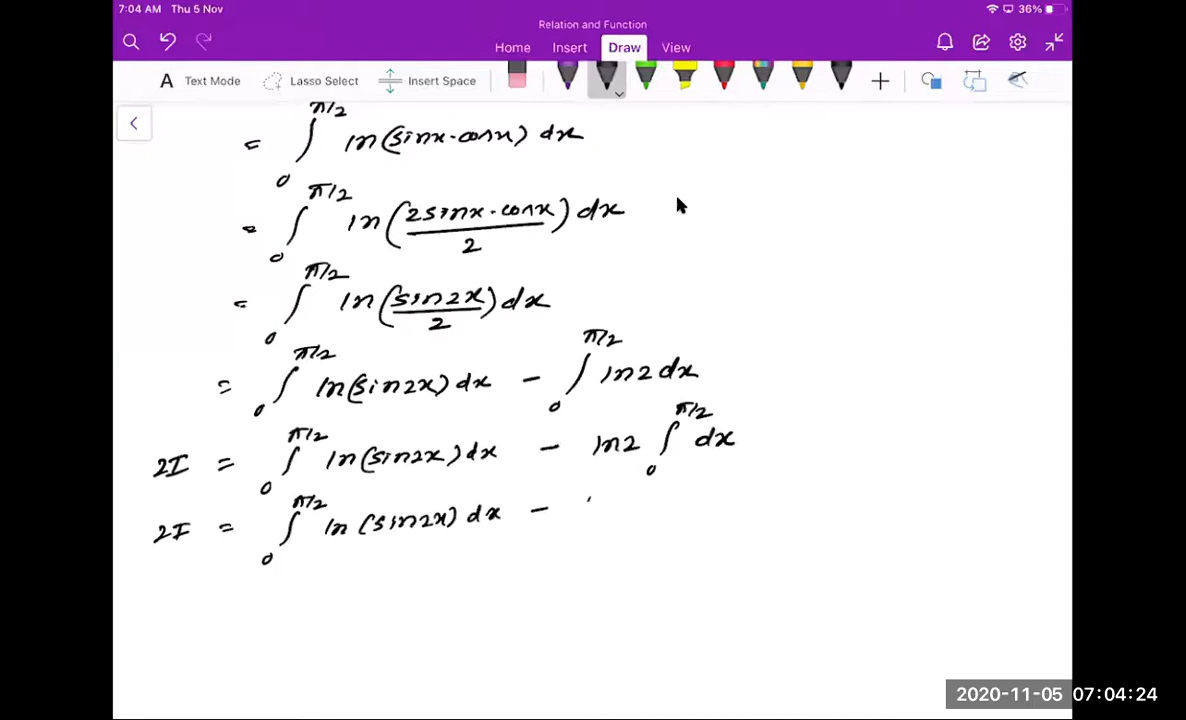 7:04 AM Thu 5 Nov 36%
Relation and Function
Home Insert Draw View
A Text Mode Lasso Select Insert Space
= ∫₀^{π/2} ln(sinx·cosx) dx
= ∫₀^{π/2} ln(2sinx·cosx/2) dx
= ∫₀^{π/2} ln(sin2x/2) dx
= ∫₀^{π/2} ln(sin2x) dx - ∫₀^{π/2} ln2 dx
2I = ∫₀^{π/2} ln(sin2x) dx - ln2 ∫₀^{π/2} dx
2I = ∫₀^{π/2} ln(sin2x) dx -
2020-11-05 07:04:24